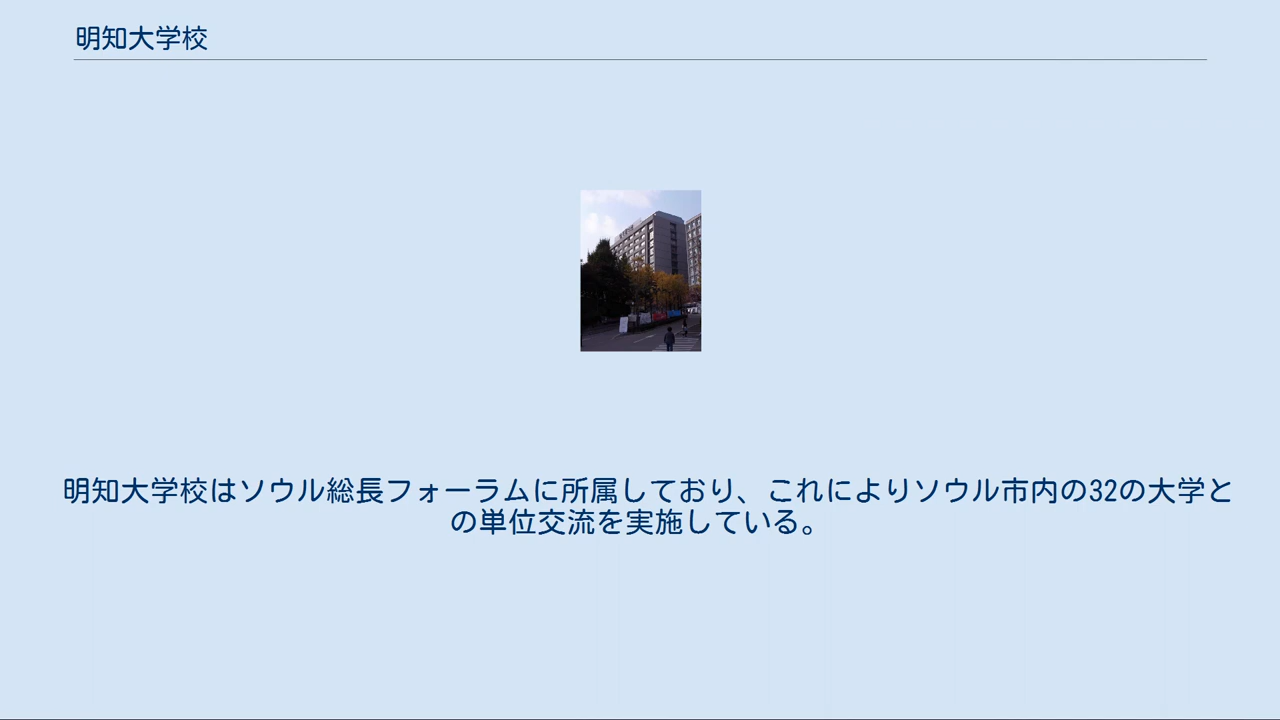 明知大学校
明知大学校はソウル総長フォーラムに所属しており、これによりソウル市内の32の大学と
の単位交流を実施している。